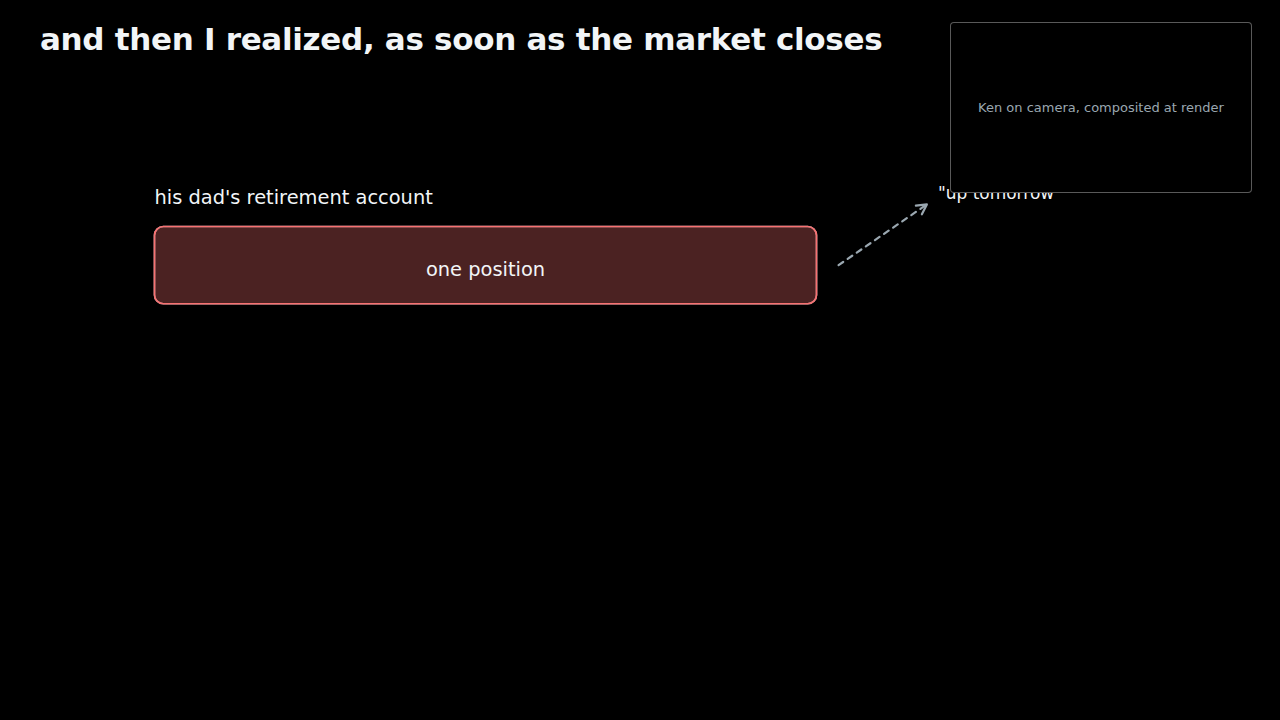 and then I realized, as soon as the market closes
Ken on camera, composited at render
his dad's retirement account
"up tomorrow
one position